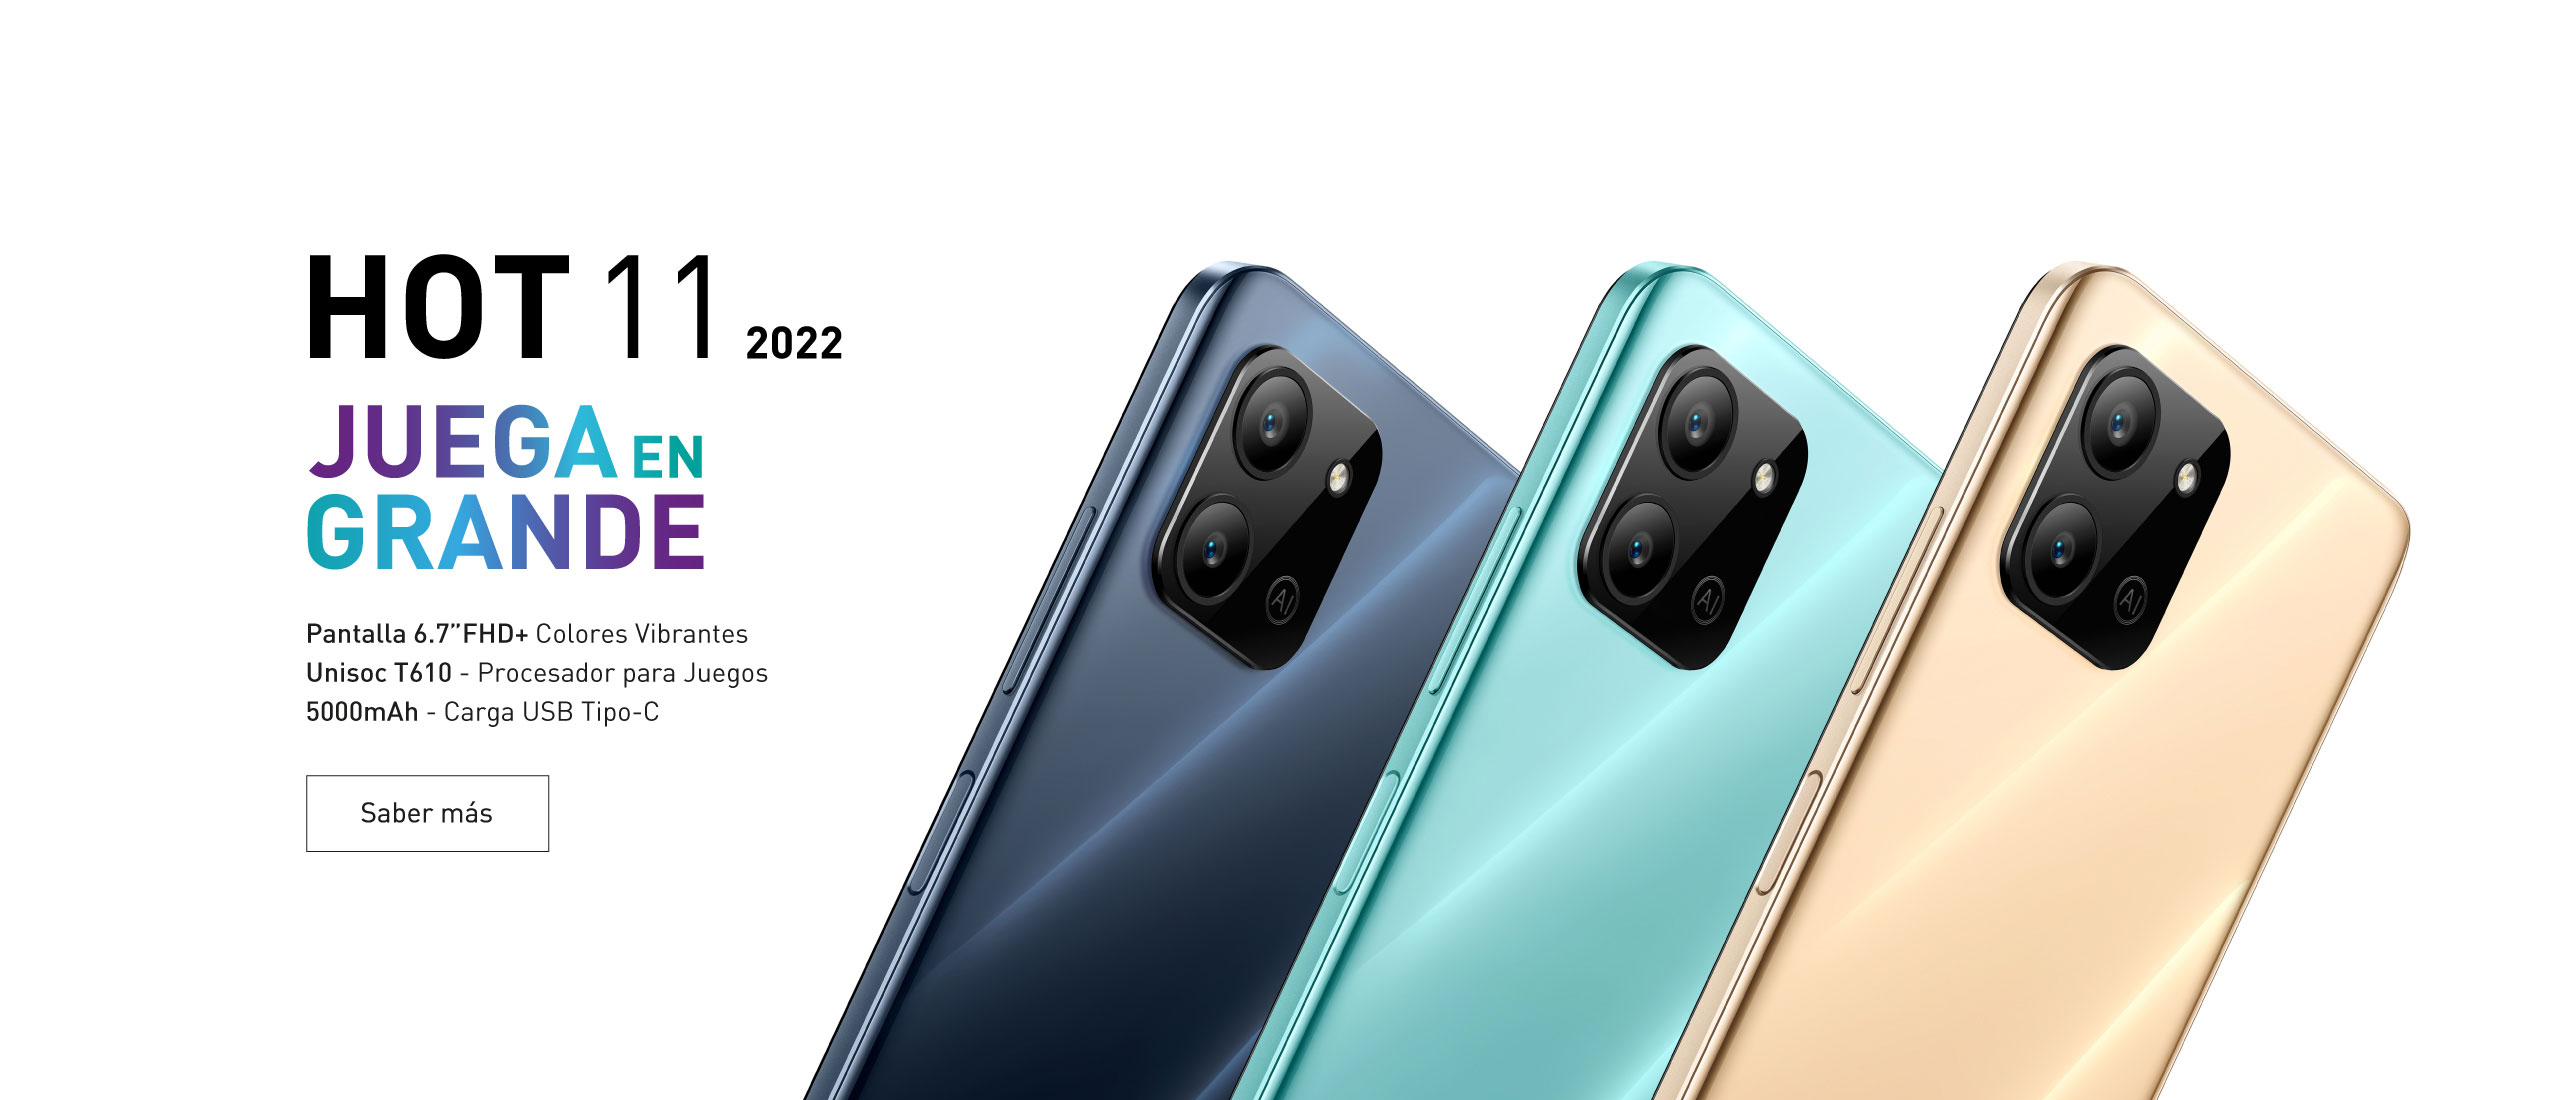 HOT 11 2022
JUEGA EN
GRANDE
Pantalla 6.7”FHD+ Colores Vibrantes
Unisoc T610 - Procesador para Juegos
5000mAh - Carga USB Tipo-C
Saber más
AI
AI
AI